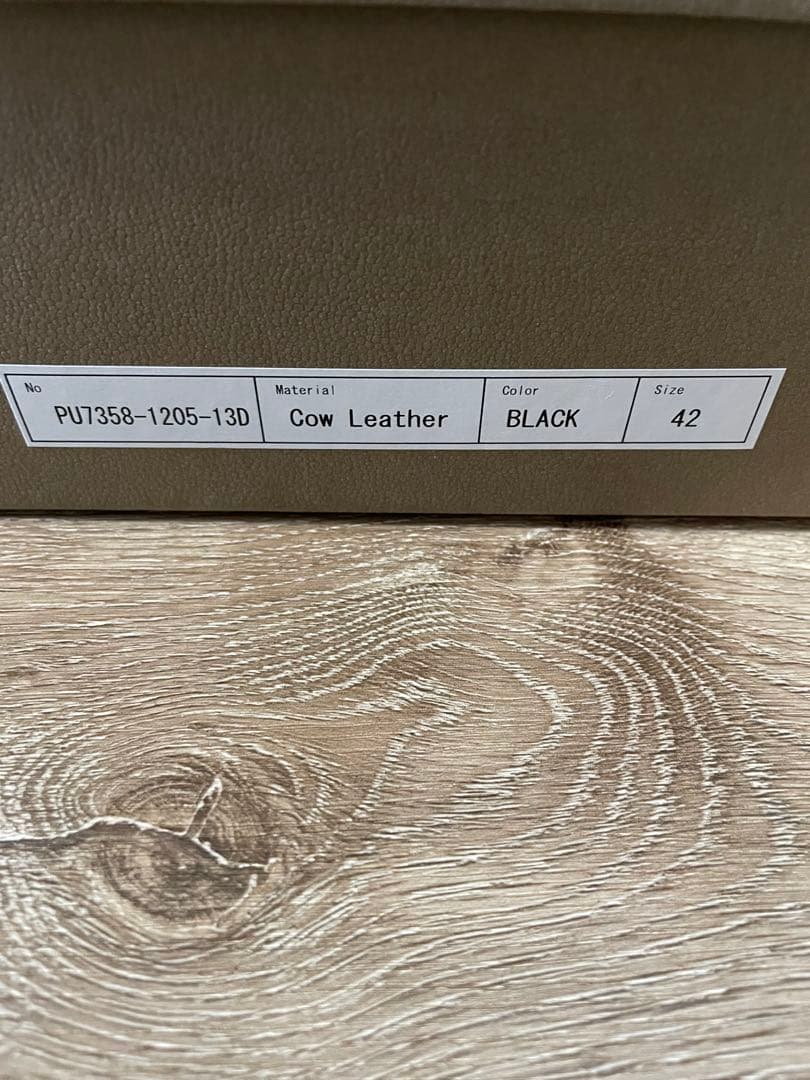 No Material Color Size
PU7358-1205-13D Cow Leather BLACK 42